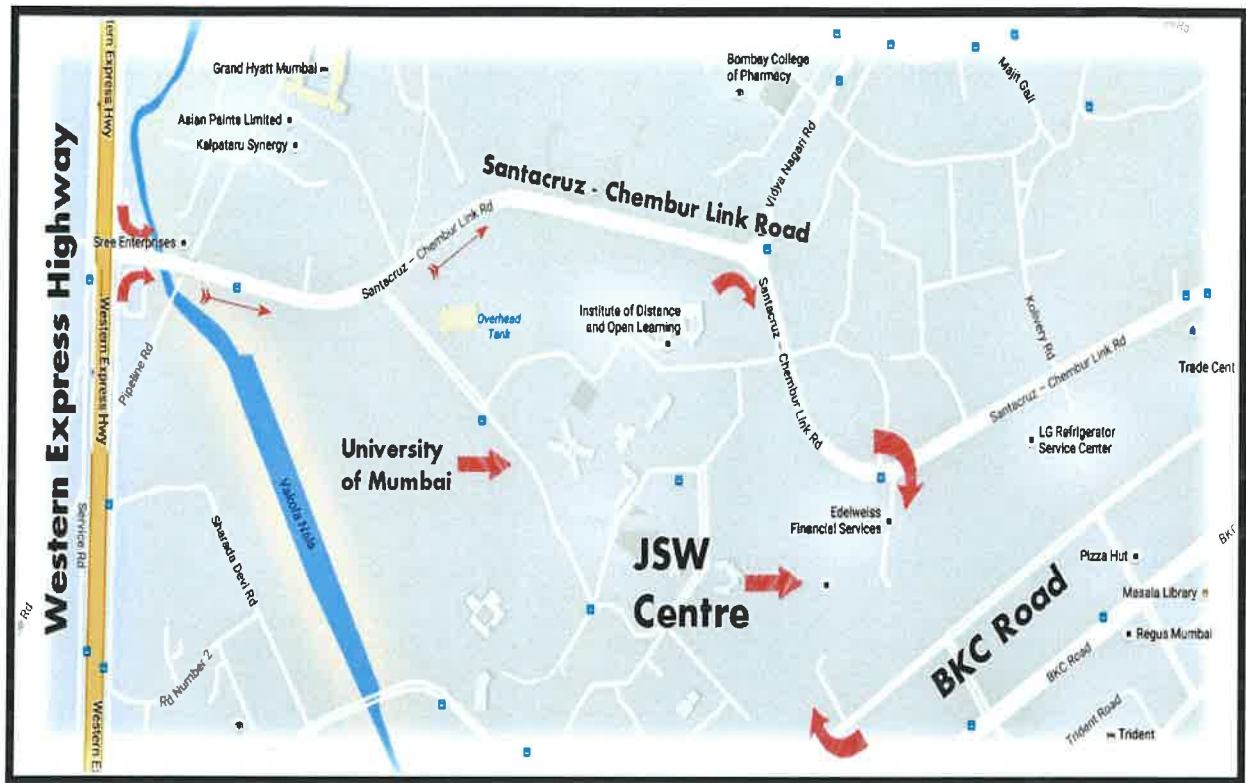 Western Express Highway
tern Express Hwy
Western Express Hwy
Western E
Grand Hyatt Mumbai
Asian Paints Limited
Kalpataru Synergy
Sree Enterprises
Pipeline Rd
Service Rd
Rd
Sharada Devi Rd
Rd Number 2
Vakola Nala
Santacruz - Chembur Link Road
Santacruz – Chembur Link Rd
Overhead
Tank
Institute of Distance
and Open Learning
University
of Mumbai
JSW
Centre
Bombay College
of Pharmacy
Vidya Nagari Rd
Majit Gali
Santacruz – Chembur Link Rd
Kolivery Rd
Santacruz – Chembur Link Rd
Trade Cent
LG Refrigerator
Service Center
Edelweiss
Financial Services
BKC Road
Pizza Hut
Masala Library
Regus Mumbai
BKC Road
Trident Road
Trident